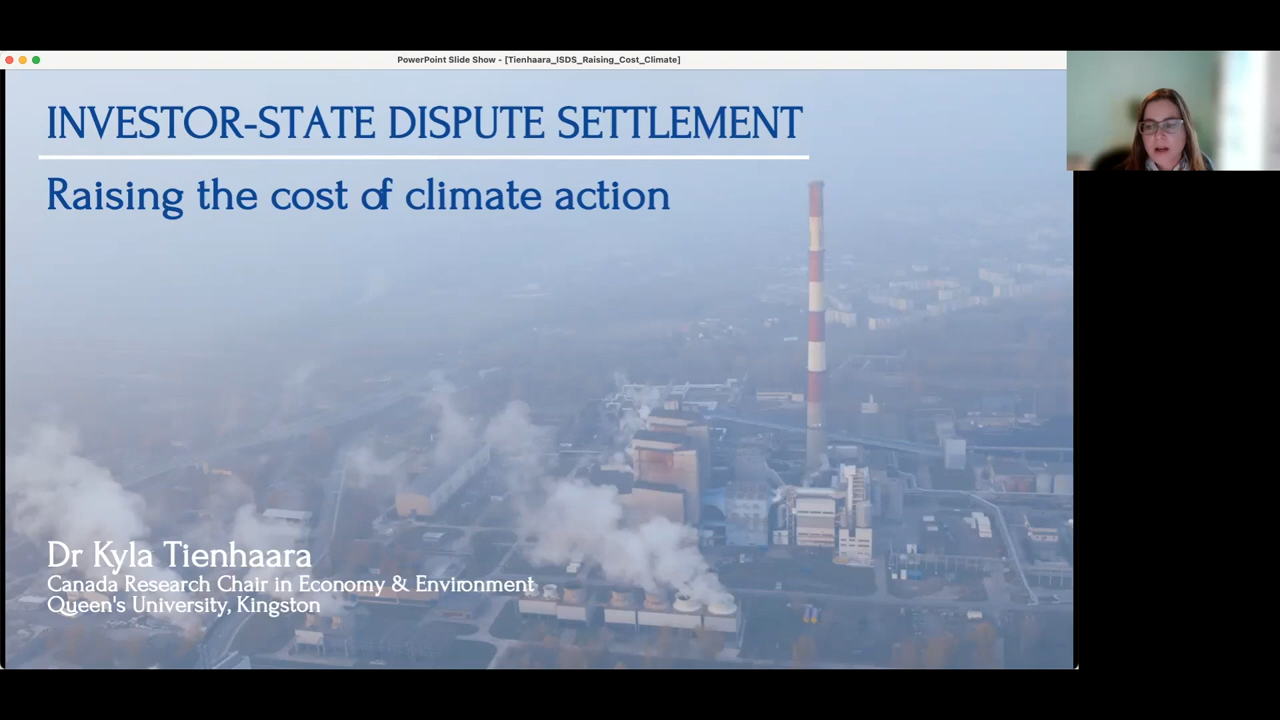 PowerPoint Slide Show - [Tienhaara_ISDS_Raising_Cost_Climate]
INVESTOR-STATE DISPUTE SETTLEMENT
Raising the cost of climate action
Dr Kyla Tienhaara
Canada Research Chair in Economy & Environment
Queen's University, Kingston